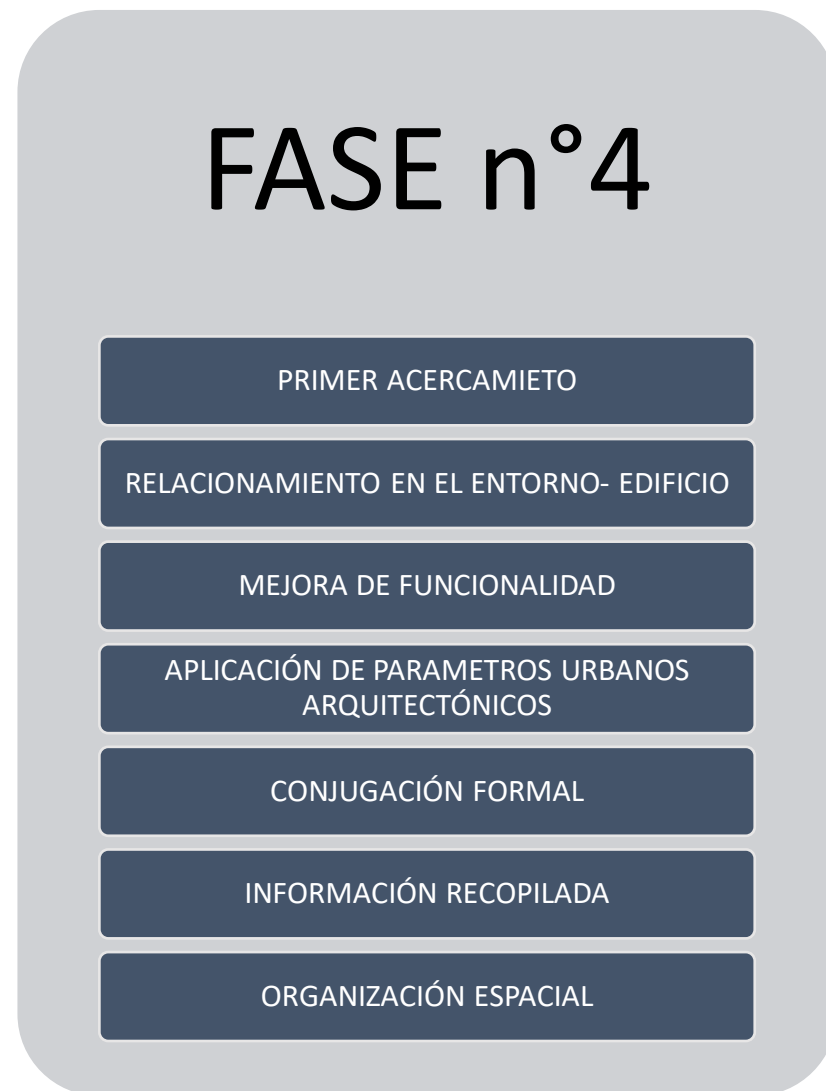 FASE n°4
PRIMER ACERCAMIETO
RELACIONAMIENTO EN EL ENTORNO- EDIFICIO
MEJORA DE FUNCIONALIDAD
APLICACIÓN DE PARAMETROS URBANOS
ARQUITECTÓNICOS
CONJUGACIÓN FORMAL
INFORMACIÓN RECOPILADA
ORGANIZACIÓN ESPACIAL